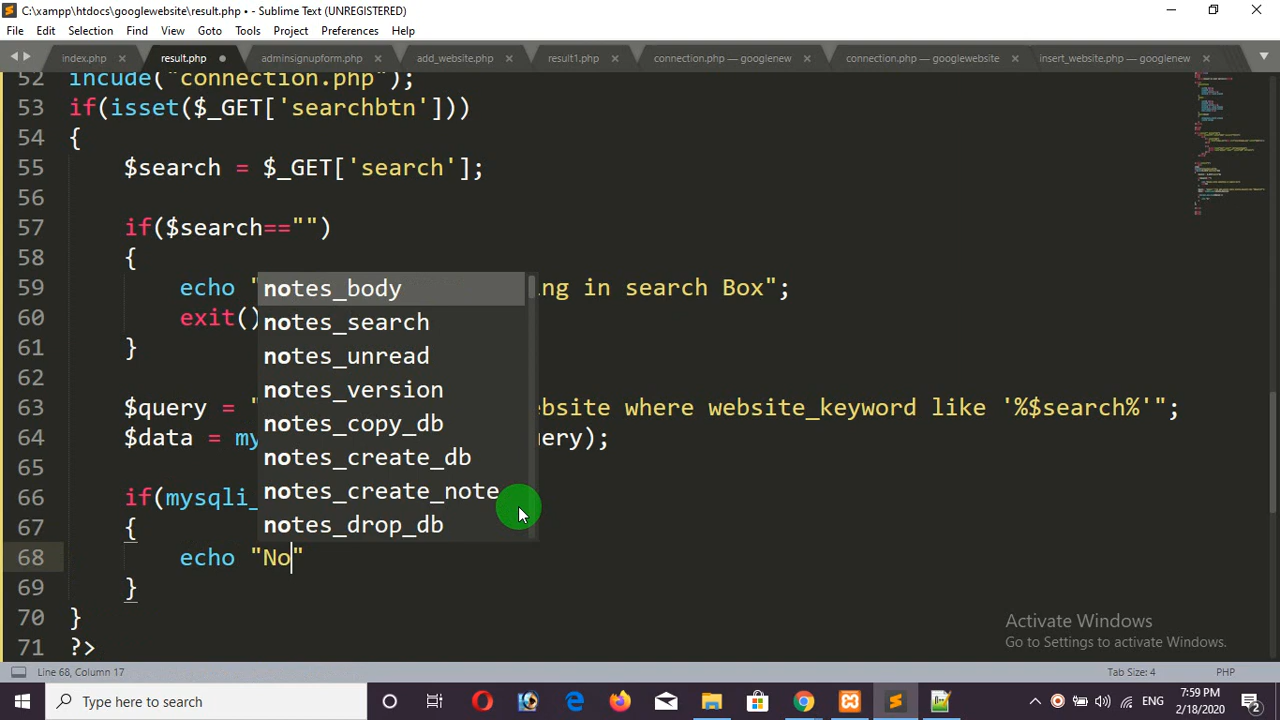 C:\xampp\htdocs\googlewebsite\result.php • - Sublime Text (UNREGISTERED)
File Edit Selection Find View Goto Tools Project Preferences Help
index.php result.php adminsignupform.php add_website.php result1.php connection.php — googlenew connection.php — googlewebsite insert_website.php — googlenew
52 incude("connection.php");
53 if(isset($_GET['searchbtn']))
54 {
55 $search = $_GET['search'];
56
57 if($search=="")
58 {
59 echo " ng in search Box";
60 exit()
61 }
62
63 $query = " ebsite where website_keyword like '%$search%'";
64 $data = my ery);
65
66 if(mysqli_
67 {
68 echo "No"
69 }
70 }
71 ?>
notes_body
notes_search
notes_unread
notes_version
notes_copy_db
notes_create_db
notes_create_note
notes_drop_db
Activate Windows
Go to Settings to activate Windows.
Line 68, Column 17 Tab Size: 4 PHP
Type here to search ENG 7:59 PM
2/18/2020 2